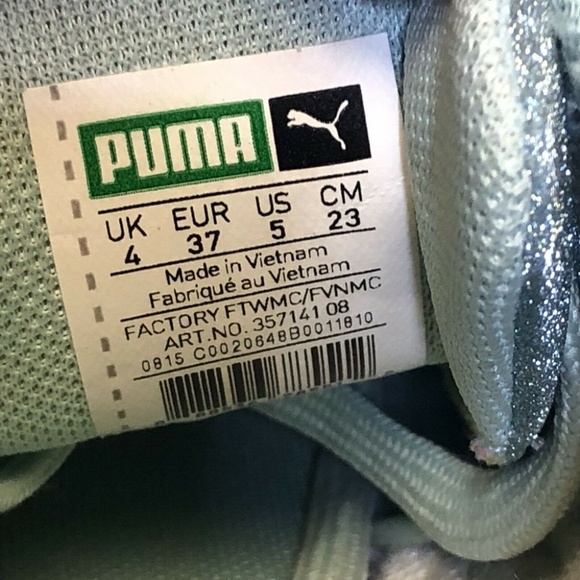 PUMA
UK EUR US CM
4 37 5 23
Made in Vietnam
Fabriqué au Vietnam
FACTORY FTWMC/FVNMC
ART.NO. 357141 08
0815 C0020648B0011810